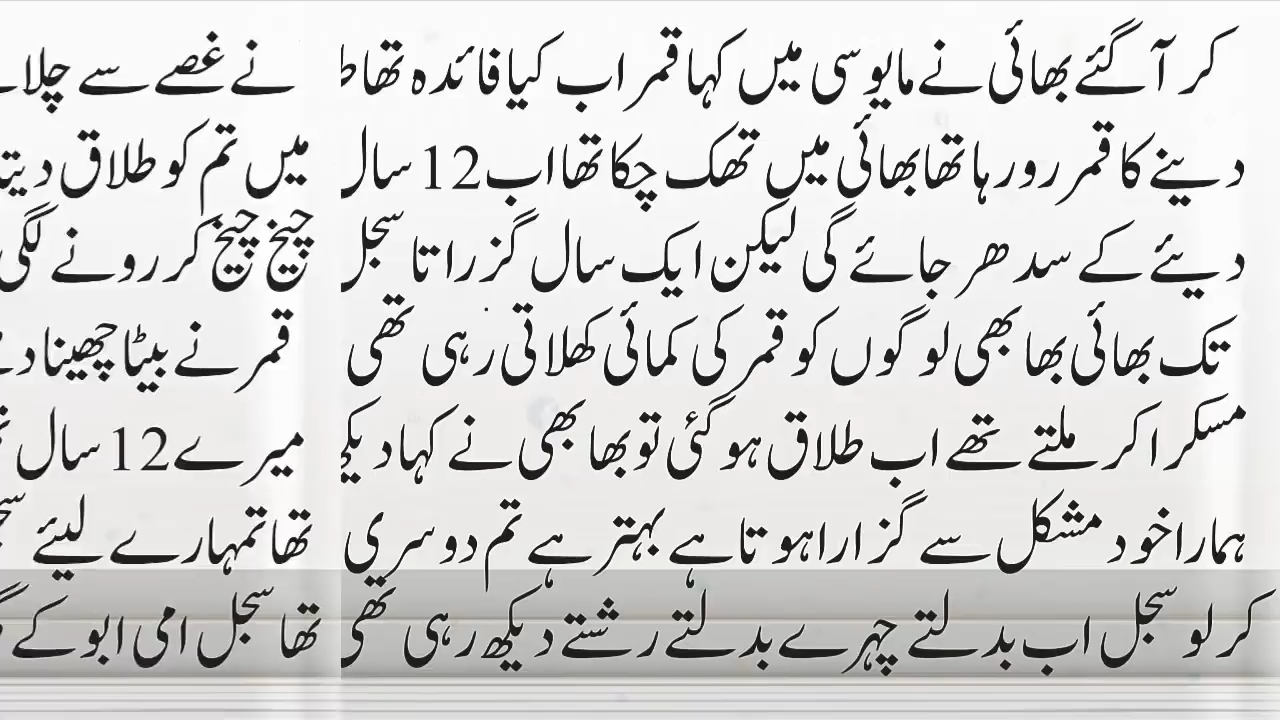 کر آگئے بھائی نے مایوسی میں کہا قمر اب کیا فائدہ تھا
دینے کا قمر رو رہا تھا بھائی میں تھک چکا تھا اب 12 سال
دیئے کے سدھر جائے گی لیکن ایک سال گزرا تا سجل
تک بھائی بھابھی لوگوں کو قمر کی کمائی کھلاتی رہی تھی
مسکرا کر ملتے تھے اب طلاق ہو گئی تو بھابھی نے کہا
ہمارا خود مشکل سے گزارا ہوتا ہے بہتر ہے تم دوسری
کر لو سجل اب بدلتے چہرے بدلتے رشتے دیکھ رہی تھی
نے غصے سے
میں تم کو طلاق
چیخ چیخ کر رونے لگی
قمر نے بیٹا چھینا
میرے 12 سال
تھا تمہارے لیئے
تھا سجل امی ابو کے